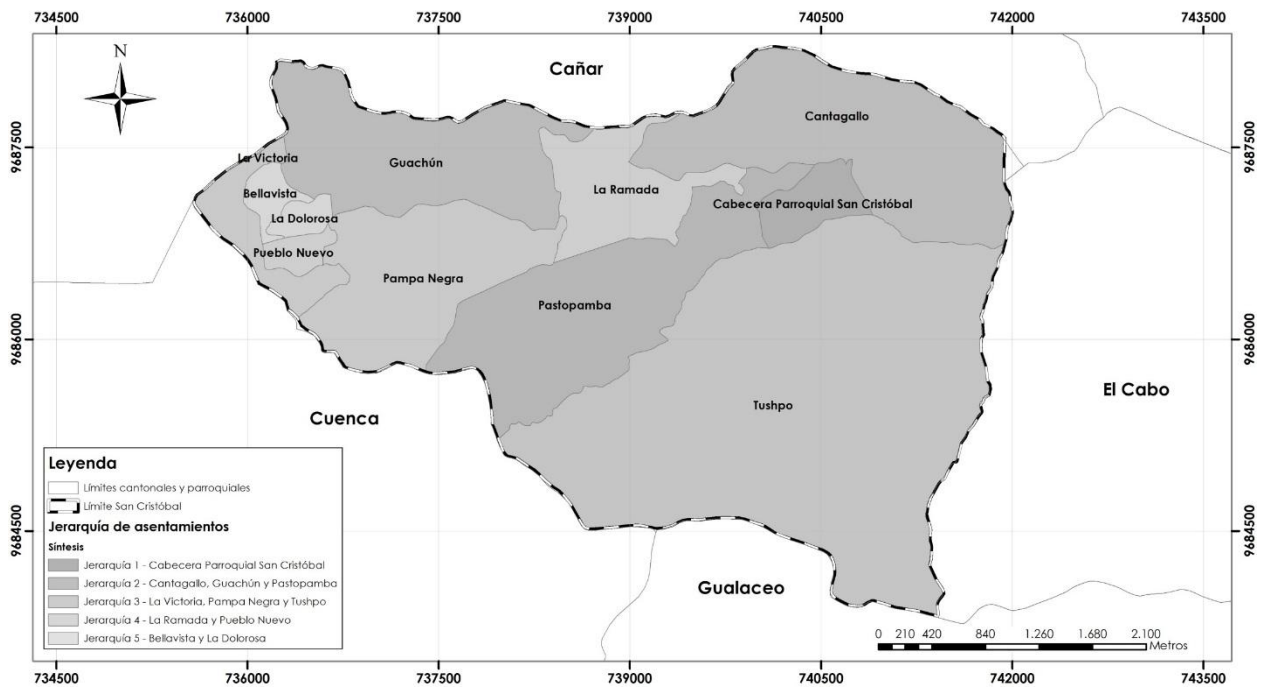 734500 736000 737500 739000 740500 742000 743500
N
Cañar
Cantagallo
9687500 9687500
La Victoria
Guachún
Bellavista
La Ramada
Cabecera Parroquial San Cristóbal
La Dolorosa
Pueblo Nuevo
Pampa Negra
Pastopamba
9686000 9686000
El Cabo
Tushpo
Cuenca
Leyenda
Límites cantonales y parroquiales
Límite San Cristóbal
Jerarquía de asentamientos
Síntesis
Jerarquía 1 - Cabecera Parroquial San Cristóbal
Jerarquía 2 - Cantagallo, Guachún y Pastopamba
Jerarquía 3 - La Victoria, Pampa Negra y Tushpo
Jerarquía 4 - La Ramada y Pueblo Nuevo
Jerarquía 5 - Bellavista y La Dolorosa
9684500 9684500
Gualaceo
0 210 420 840 1.260 1.680 2.100
Metros
734500 736000 737500 739000 740500 742000 743500